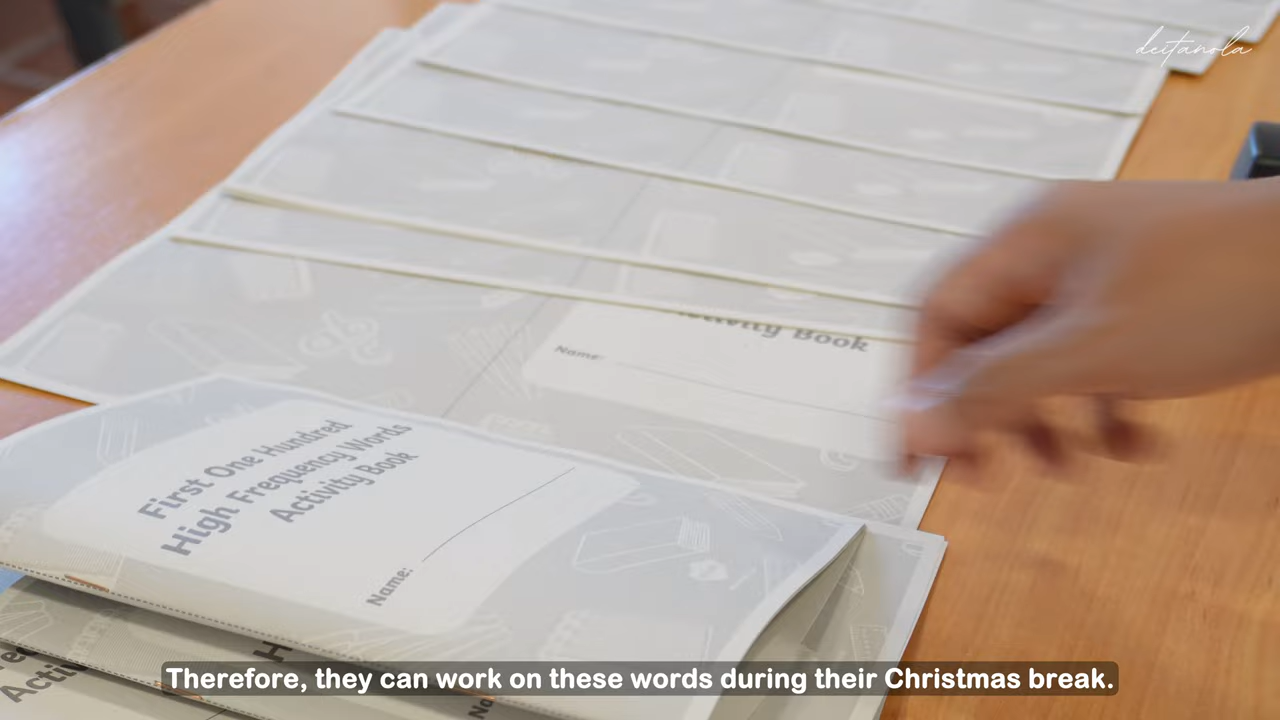 deitanola
Activity Book
Name:
First One Hundred
High Frequency Words
Activity Book
Name:
Therefore, they can work on these words during their Christmas break.